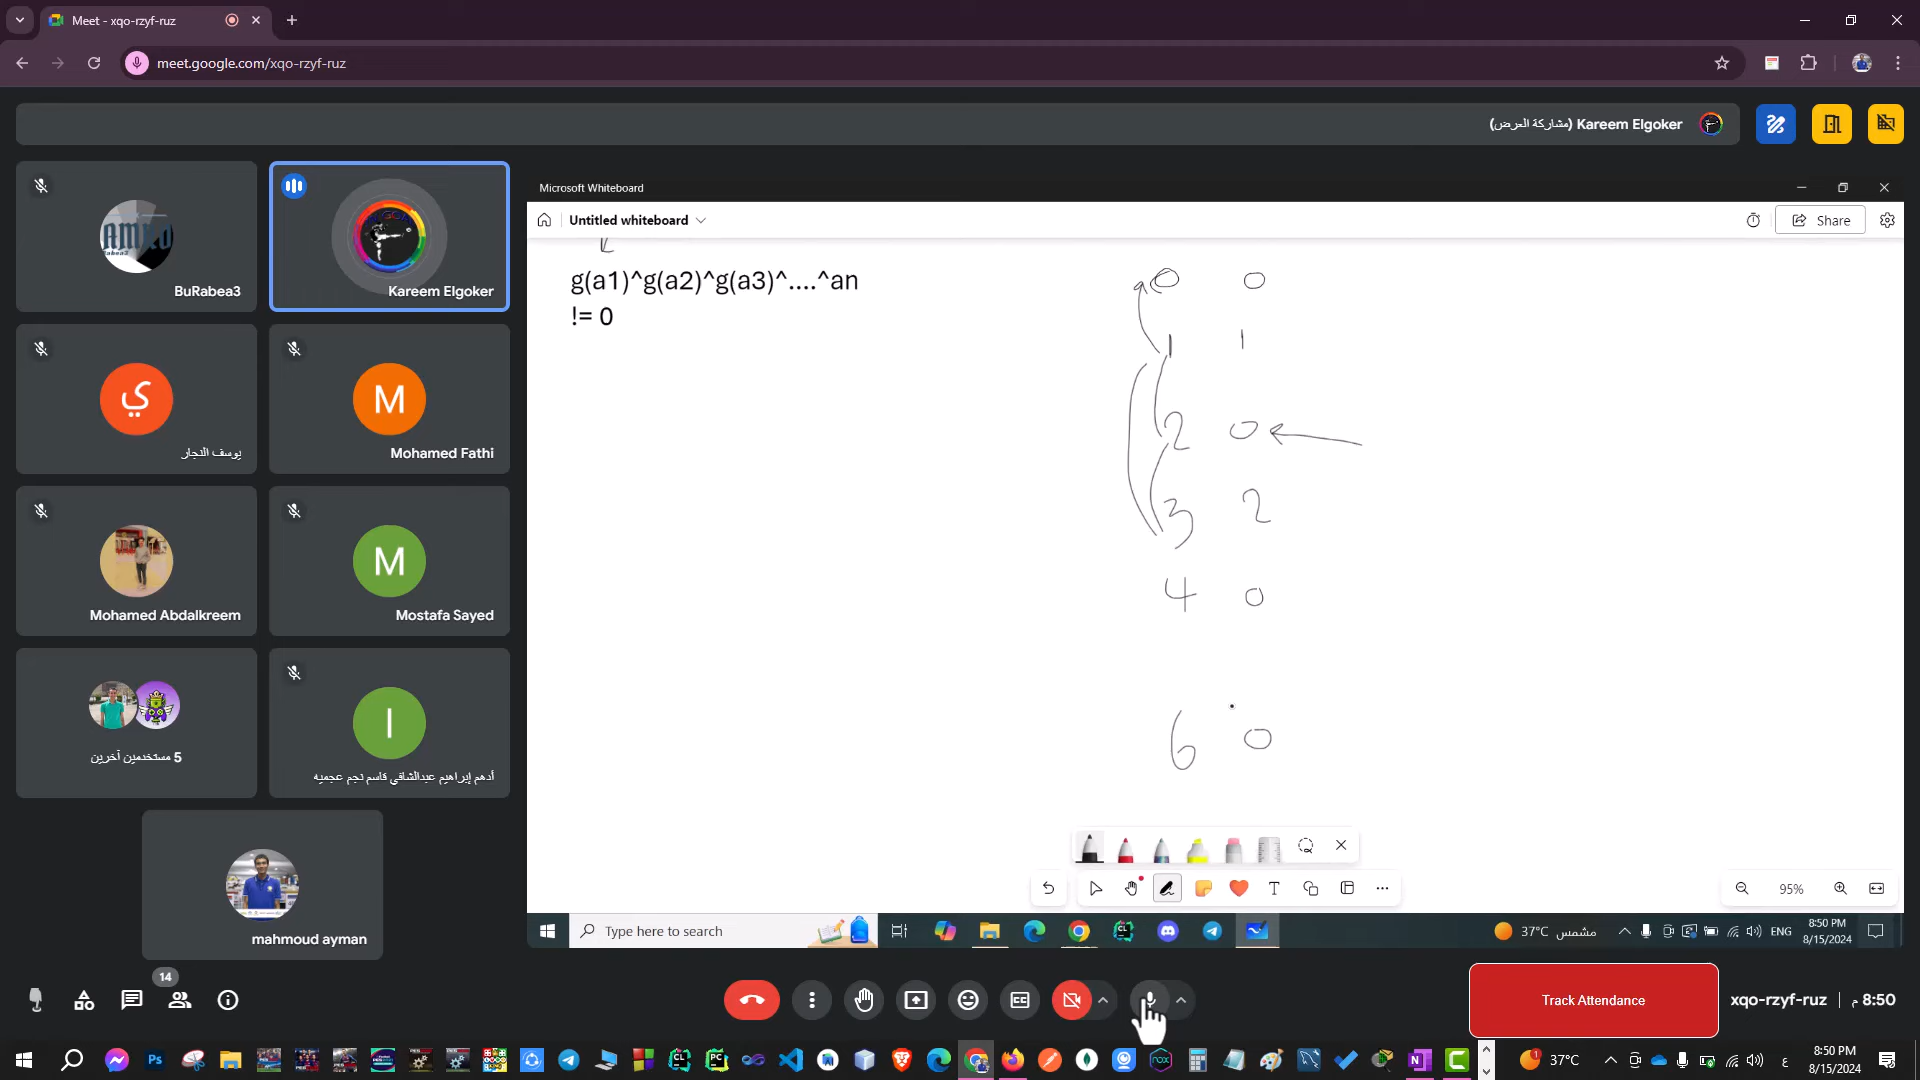 Meet - xqo-rzyf-ruz
meet.google.com/xqo-rzyf-ruz
Kareem Elgoker (مشاركة العرض)
BuRabea3
Kareem Elgoker
ي
يوسف النجار
M
Mohamed Fathi
Mohamed Abdalkreem
M
Mostafa Sayed
5 مستخدمين آخرين
I
أدهم إبراهيم عبدالشافي قاسم نجم عجميه
mahmoud ayman
Microsoft Whiteboard
Untitled whiteboard
Share
g(a1)^g(a2)^g(a3)^....^an
!= 0
0 0
1 1
2 0
3 2
4 0
6 0
95%
Type here to search
37°C مشمس
ENG
8:50 PM
8/15/2024
14
Track Attendance
xqo-rzyf-ruz
8:50 م
37°C
ع
8:50 PM
8/15/2024